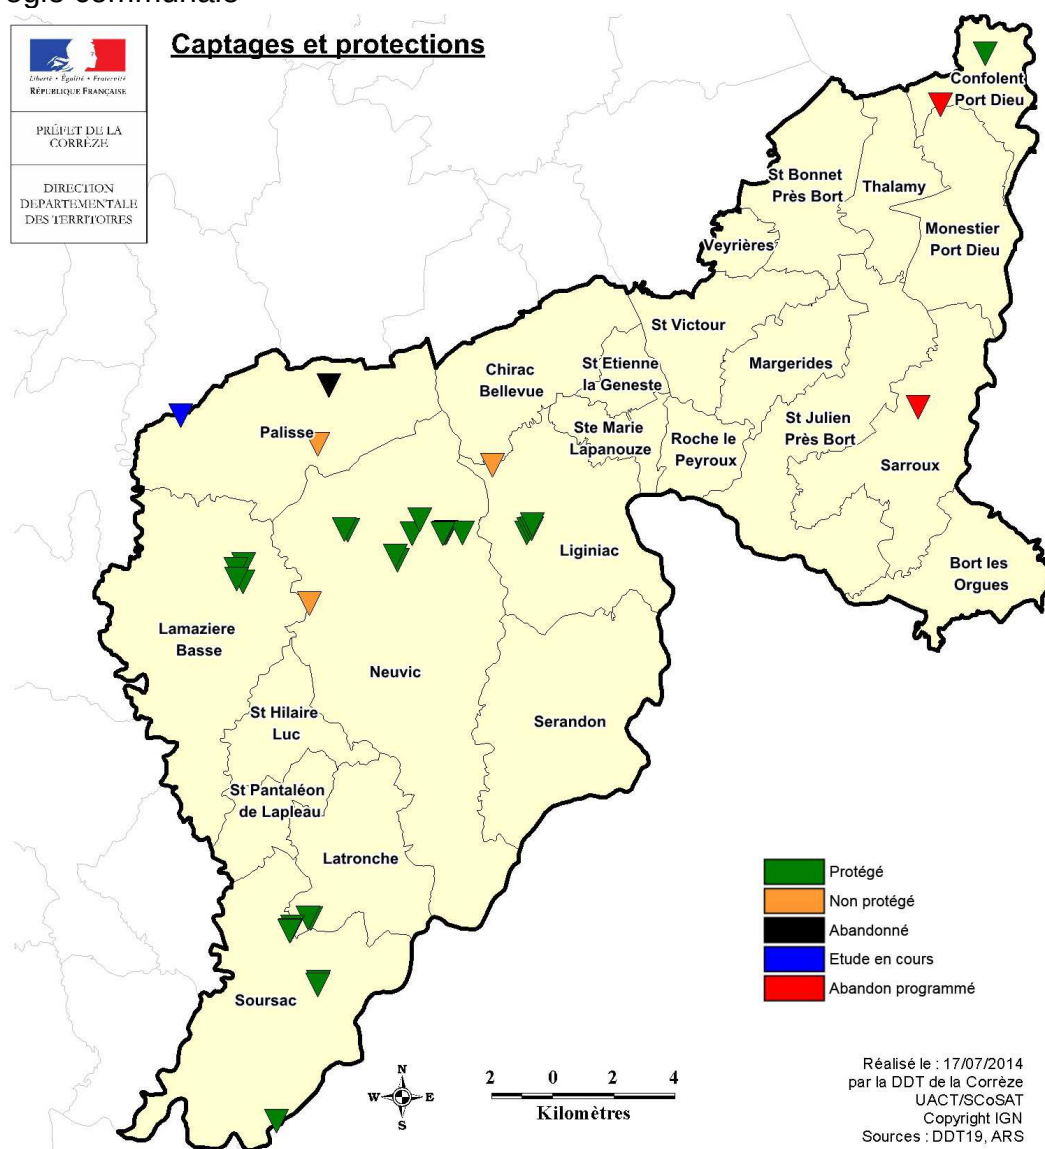 Captages et protections
Liberté • Égalité • Fraternité
RÉPUBLIQUE FRANÇAISE
PRÉFET DE LA
CORRÈZE
DIRECTION
DEPARTEMENTALE
DES TERRITOIRES
Confolent
Port Dieu
St Bonnet
Près Bort
Thalamy
Veyrières
Monestier
Port Dieu
St Victour
Chirac
Bellevue
St Etienne
la Geneste
Margerides
Palisse
Ste Marie
Lapanouze
Roche le
Peyroux
St Julien
Près Bort
Sarroux
Liginiac
Bort les
Orgues
Lamaziere
Basse
Neuvic
St Hilaire
Luc
Serandon
St Pantaléon
de Lapleau
Latronche
Soursac
Protégé
Non protégé
Abandonné
Etude en cours
Abandon programmé
N
W E
S
2 0 2 4
Kilomètres
Réalisé le : 17/07/2014
par la DDT de la Corrèze
UACT/SCoSAT
Copyright IGN
Sources : DDT19, ARS